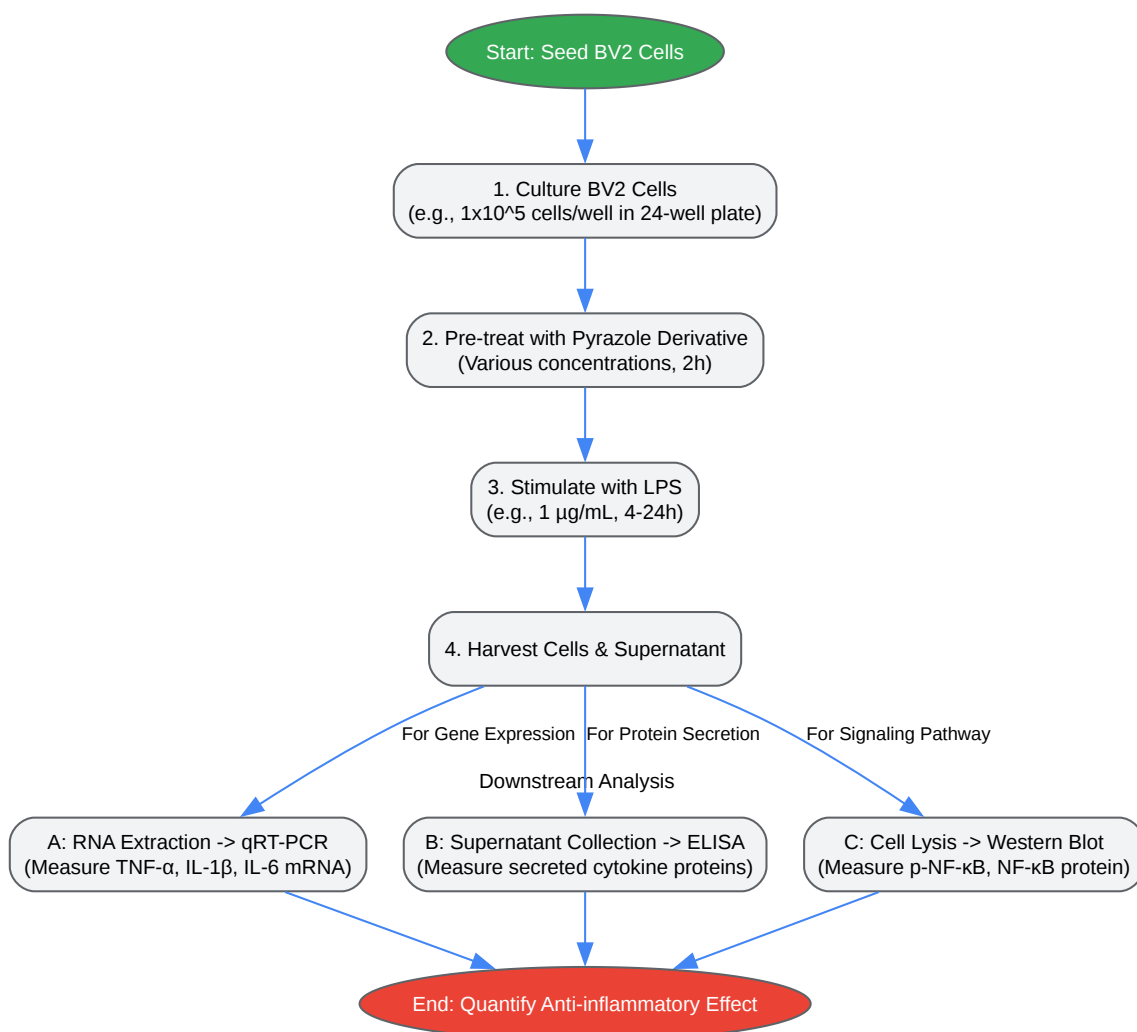 Start: Seed BV2 Cells
1. Culture BV2 Cells
(e.g., 1x10^5 cells/well in 24-well plate)
2. Pre-treat with Pyrazole Derivative
(Various concentrations, 2h)
3. Stimulate with LPS
(e.g., 1 µg/mL, 4-24h)
4. Harvest Cells & Supernatant
For Gene Expression
For Protein Secretion
For Signaling Pathway
Downstream Analysis
A: RNA Extraction -> qRT-PCR
(Measure TNF-α, IL-1β, IL-6 mRNA)
B: Supernatant Collection -> ELISA
(Measure secreted cytokine proteins)
C: Cell Lysis -> Western Blot
(Measure p-NF-κB, NF-κB protein)
End: Quantify Anti-inflammatory Effect